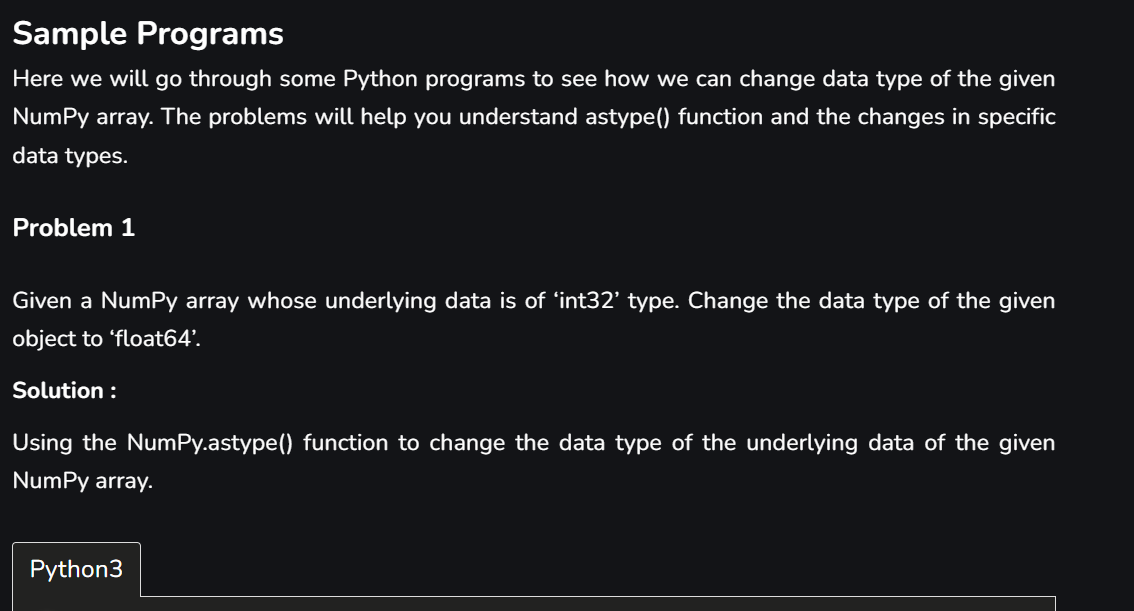 Sample Programs
Here we will go through some Python programs to see how we can change data type of the given
NumPy array. The problems will help you understand astype() function and the changes in specific
data types.
Problem 1
Given a NumPy array whose underlying data is of ‘int32’ type. Change the data type of the given
object to ‘float64’.
Solution :
Using the NumPy.astype() function to change the data type of the underlying data of the given
NumPy array.
Python3